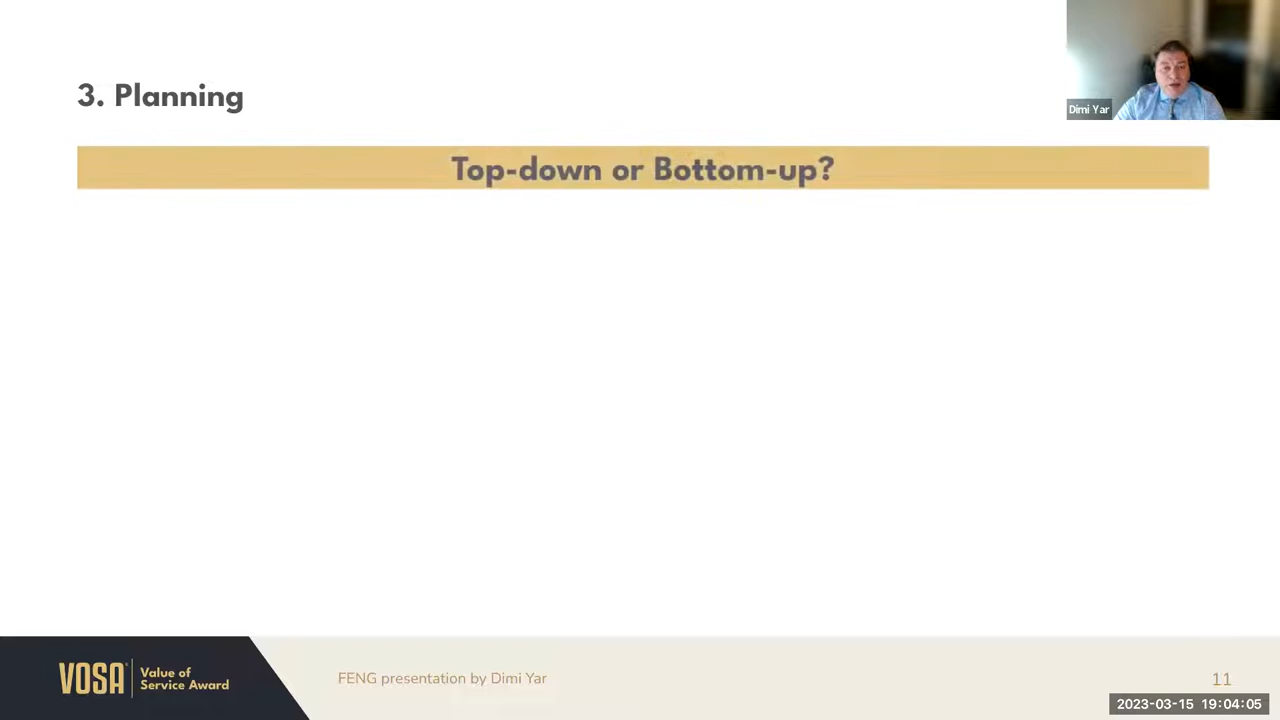 3. Planning
Dimi Yar
Top-down or Bottom-up?
VOSA
Value of
Service Award
FENG presentation by Dimi Yar
11
2023-03-15 19:04:05